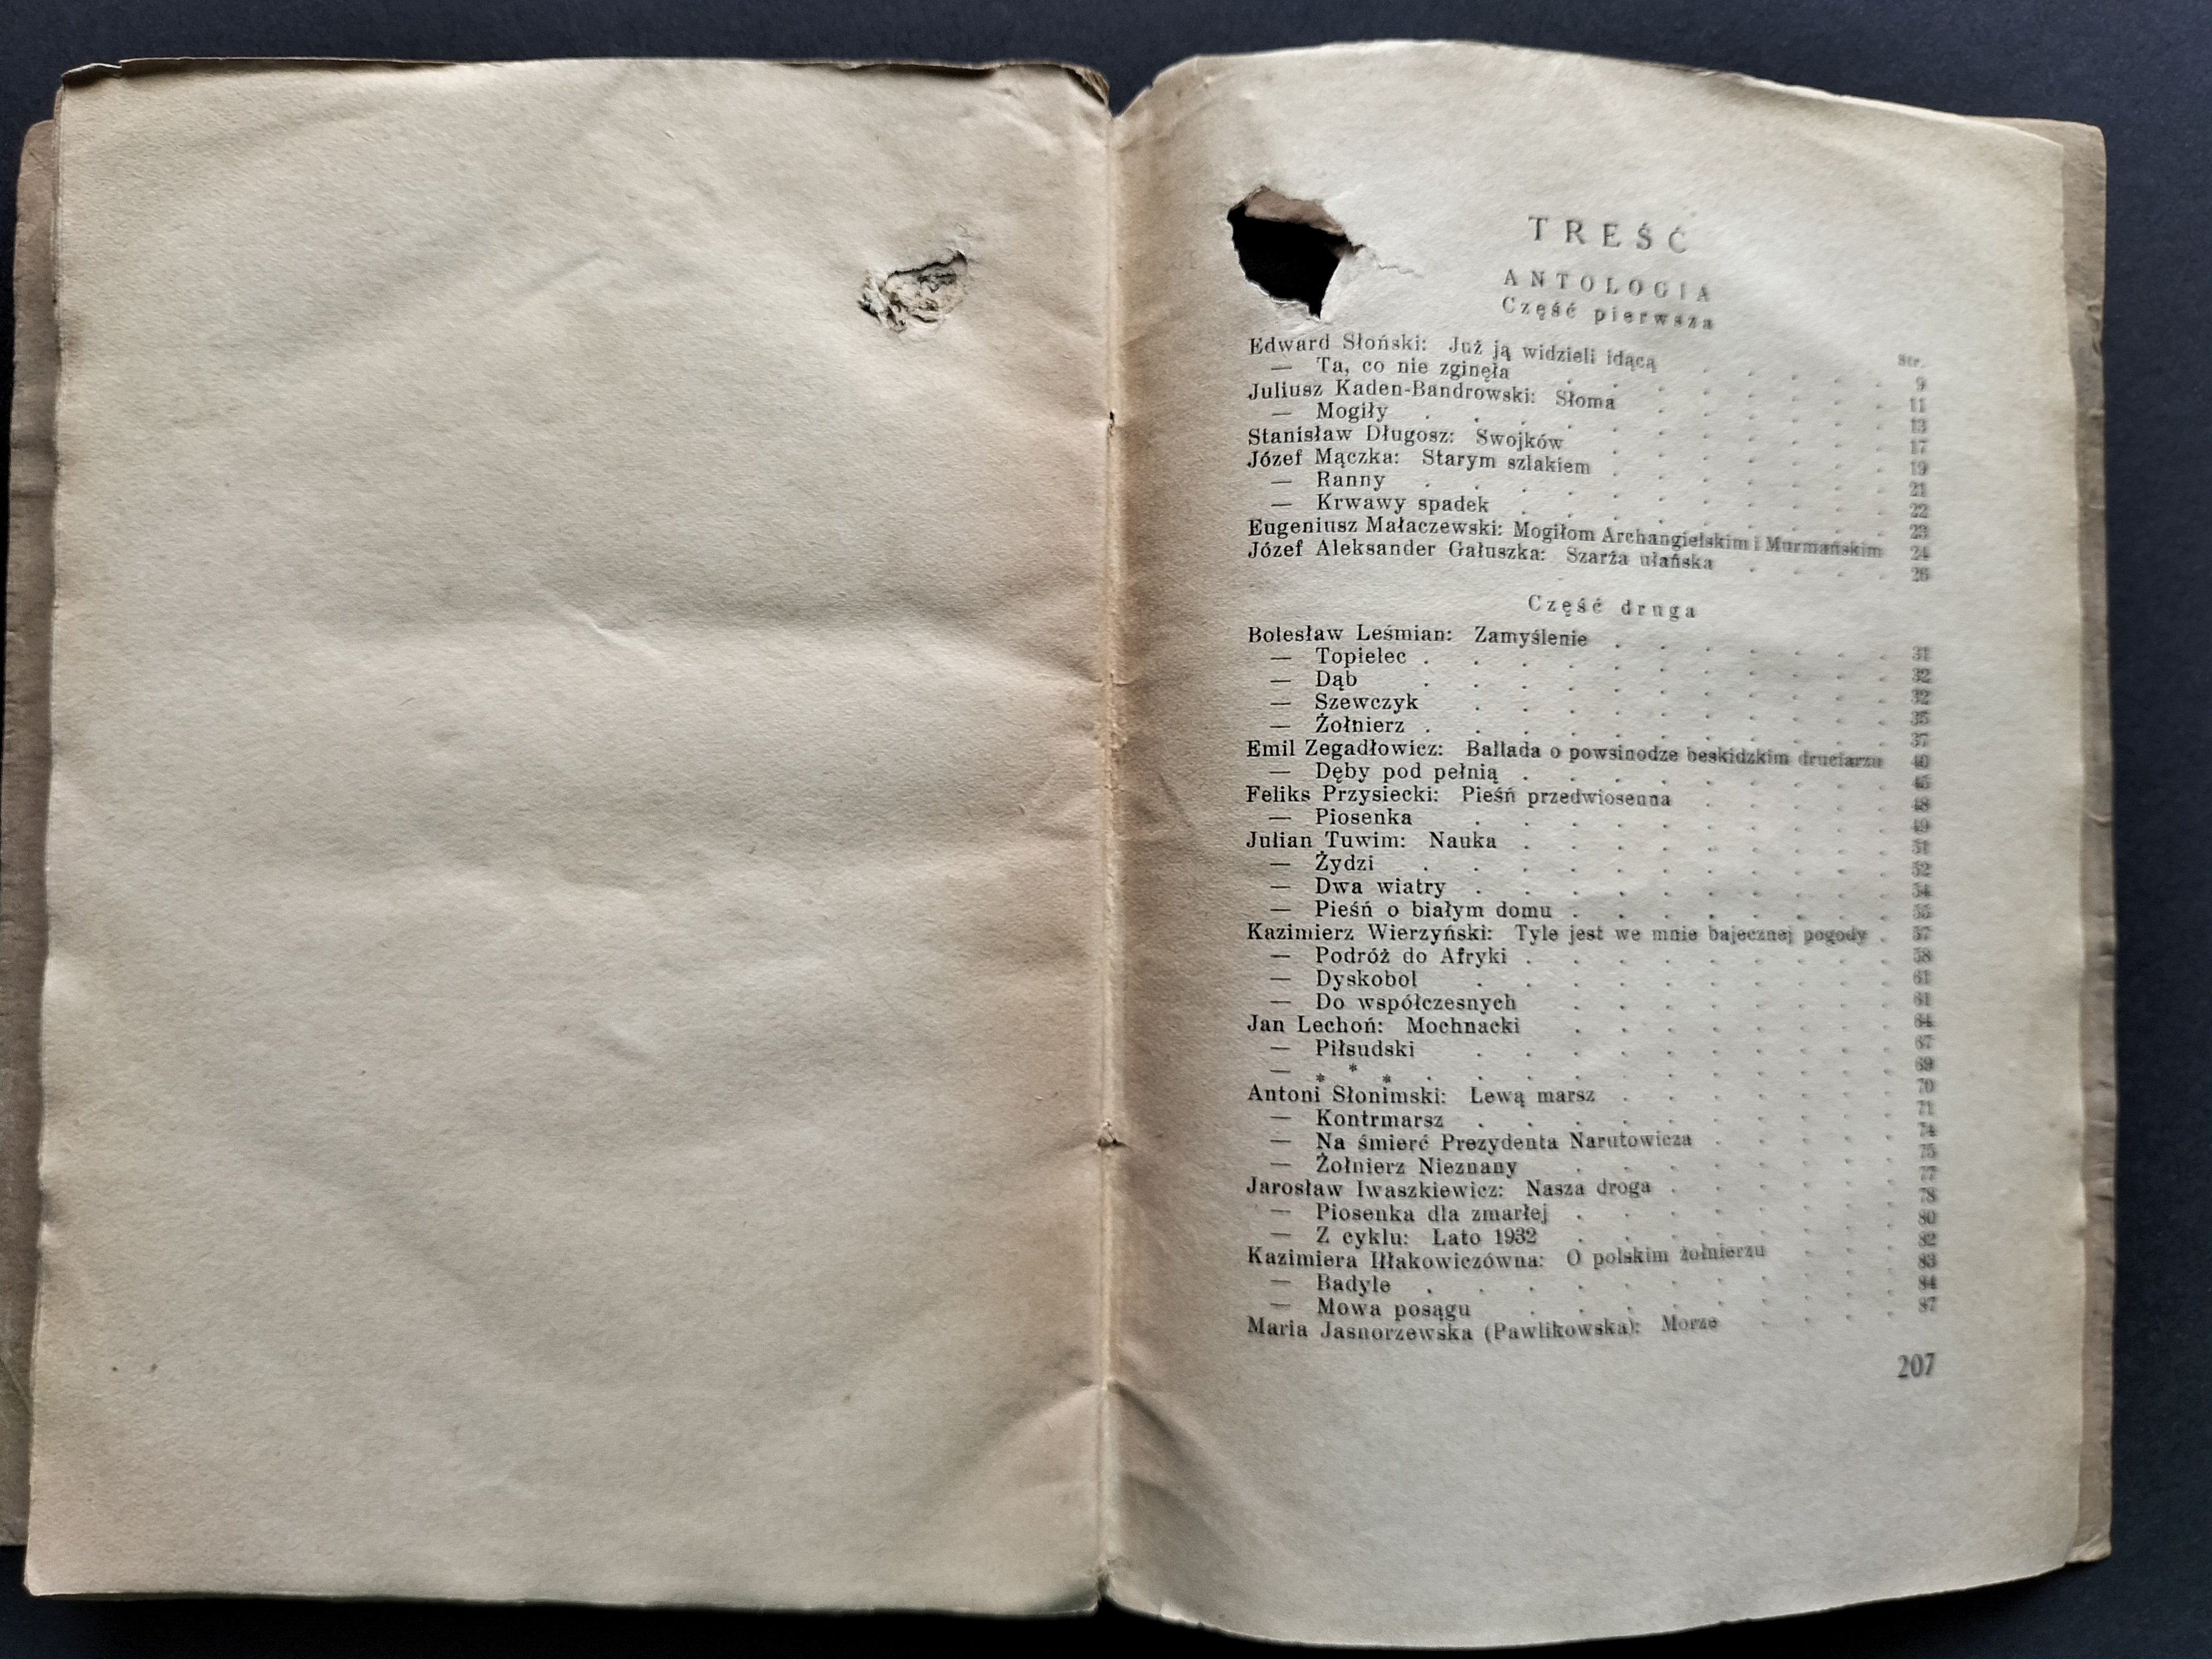 TREŚĆ
ANTOLOGIA
Część pierwsza
Str.
Edward Słoński: Już ją widzieli idącą . . . . . 9
— Ta, co nie zginęła . . . . . . . . 11
Juliusz Kaden-Bandrowski: Słoma . . . . . . 13
— Mogiły . . . . . . . . . . 17
Stanisław Długosz: Swojków . . . . . . . 19
Józef Mączka: Starym szlakiem . . . . . . . 21
— Ranny . . . . . . . . . . 22
— Krwawy spadek . . . . . . . . 23
Eugeniusz Małaczewski: Mogiłom Archangielskim i Murmańskim 24
Józef Aleksander Gałuszka: Szarża ułańska . . . . 26
Część druga
Bolesław Leśmian: Zamyślenie . . . . . . . 31
— Topielec . . . . . . . . . . 32
— Dąb . . . . . . . . . . 32
— Szewczyk . . . . . . . . . 35
— Żołnierz . . . . . . . . . . 37
Emil Zegadłowicz: Ballada o powsinodze beskidzkim druciarzu 40
— Dęby pod pełnią . . . . . . . . 45
Feliks Przysiecki: Pieśń przedwiosenna . . . . . 48
— Piosenka . . . . . . . . . 49
Julian Tuwim: Nauka . . . . . . . . 51
— Żydzi . . . . . . . . . . 52
— Dwa wiatry . . . . . . . . . 54
— Pieśń o białym domu . . . . . . . 55
Kazimierz Wierzyński: Tyle jest we mnie bajecznej pogody . 57
— Podróż do Afryki . . . . . . . . 58
— Dyskobol . . . . . . . . . 61
— Do współczesnych . . . . . . . 61
Jan Lechoń: Mochnacki . . . . . . . 64
— Piłsudski . . . . . . . . . 67
— * * * . . . . . . . . . . 69
Antoni Słonimski: Lewą marsz . . . . . . 70
— Kontrmarsz . . . . . . . . . 71
— Na śmierć Prezydenta Narutowicza . . . . 74
— Żołnierz Nieznany . . . . . . . 75
Jarosław Iwaszkiewicz: Nasza droga . . . . . 77
— Piosenka dla zmarłej . . . . . . . 78
— Z cyklu: Lato 1932 . . . . . . . 80
Kazimiera Iłłakowiczówna: O polskim żołnierzu . . . 82
— Badyle . . . . . . . . . . 83
— Mowa posągu . . . . . . . . 84
Maria Jasnorzewska (Pawlikowska): Morze . . . . 87
207